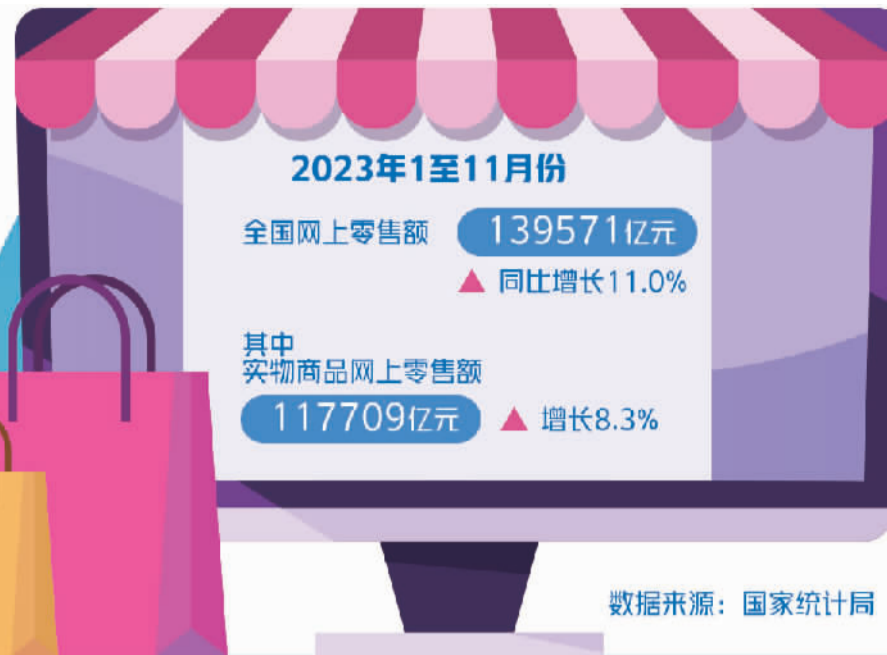 2023年1至11月份
全国网上零售额 139571亿元
▲ 同比增长11.0%
其中
实物商品网上零售额
117709亿元 ▲ 增长8.3%
数据来源：国家统计局